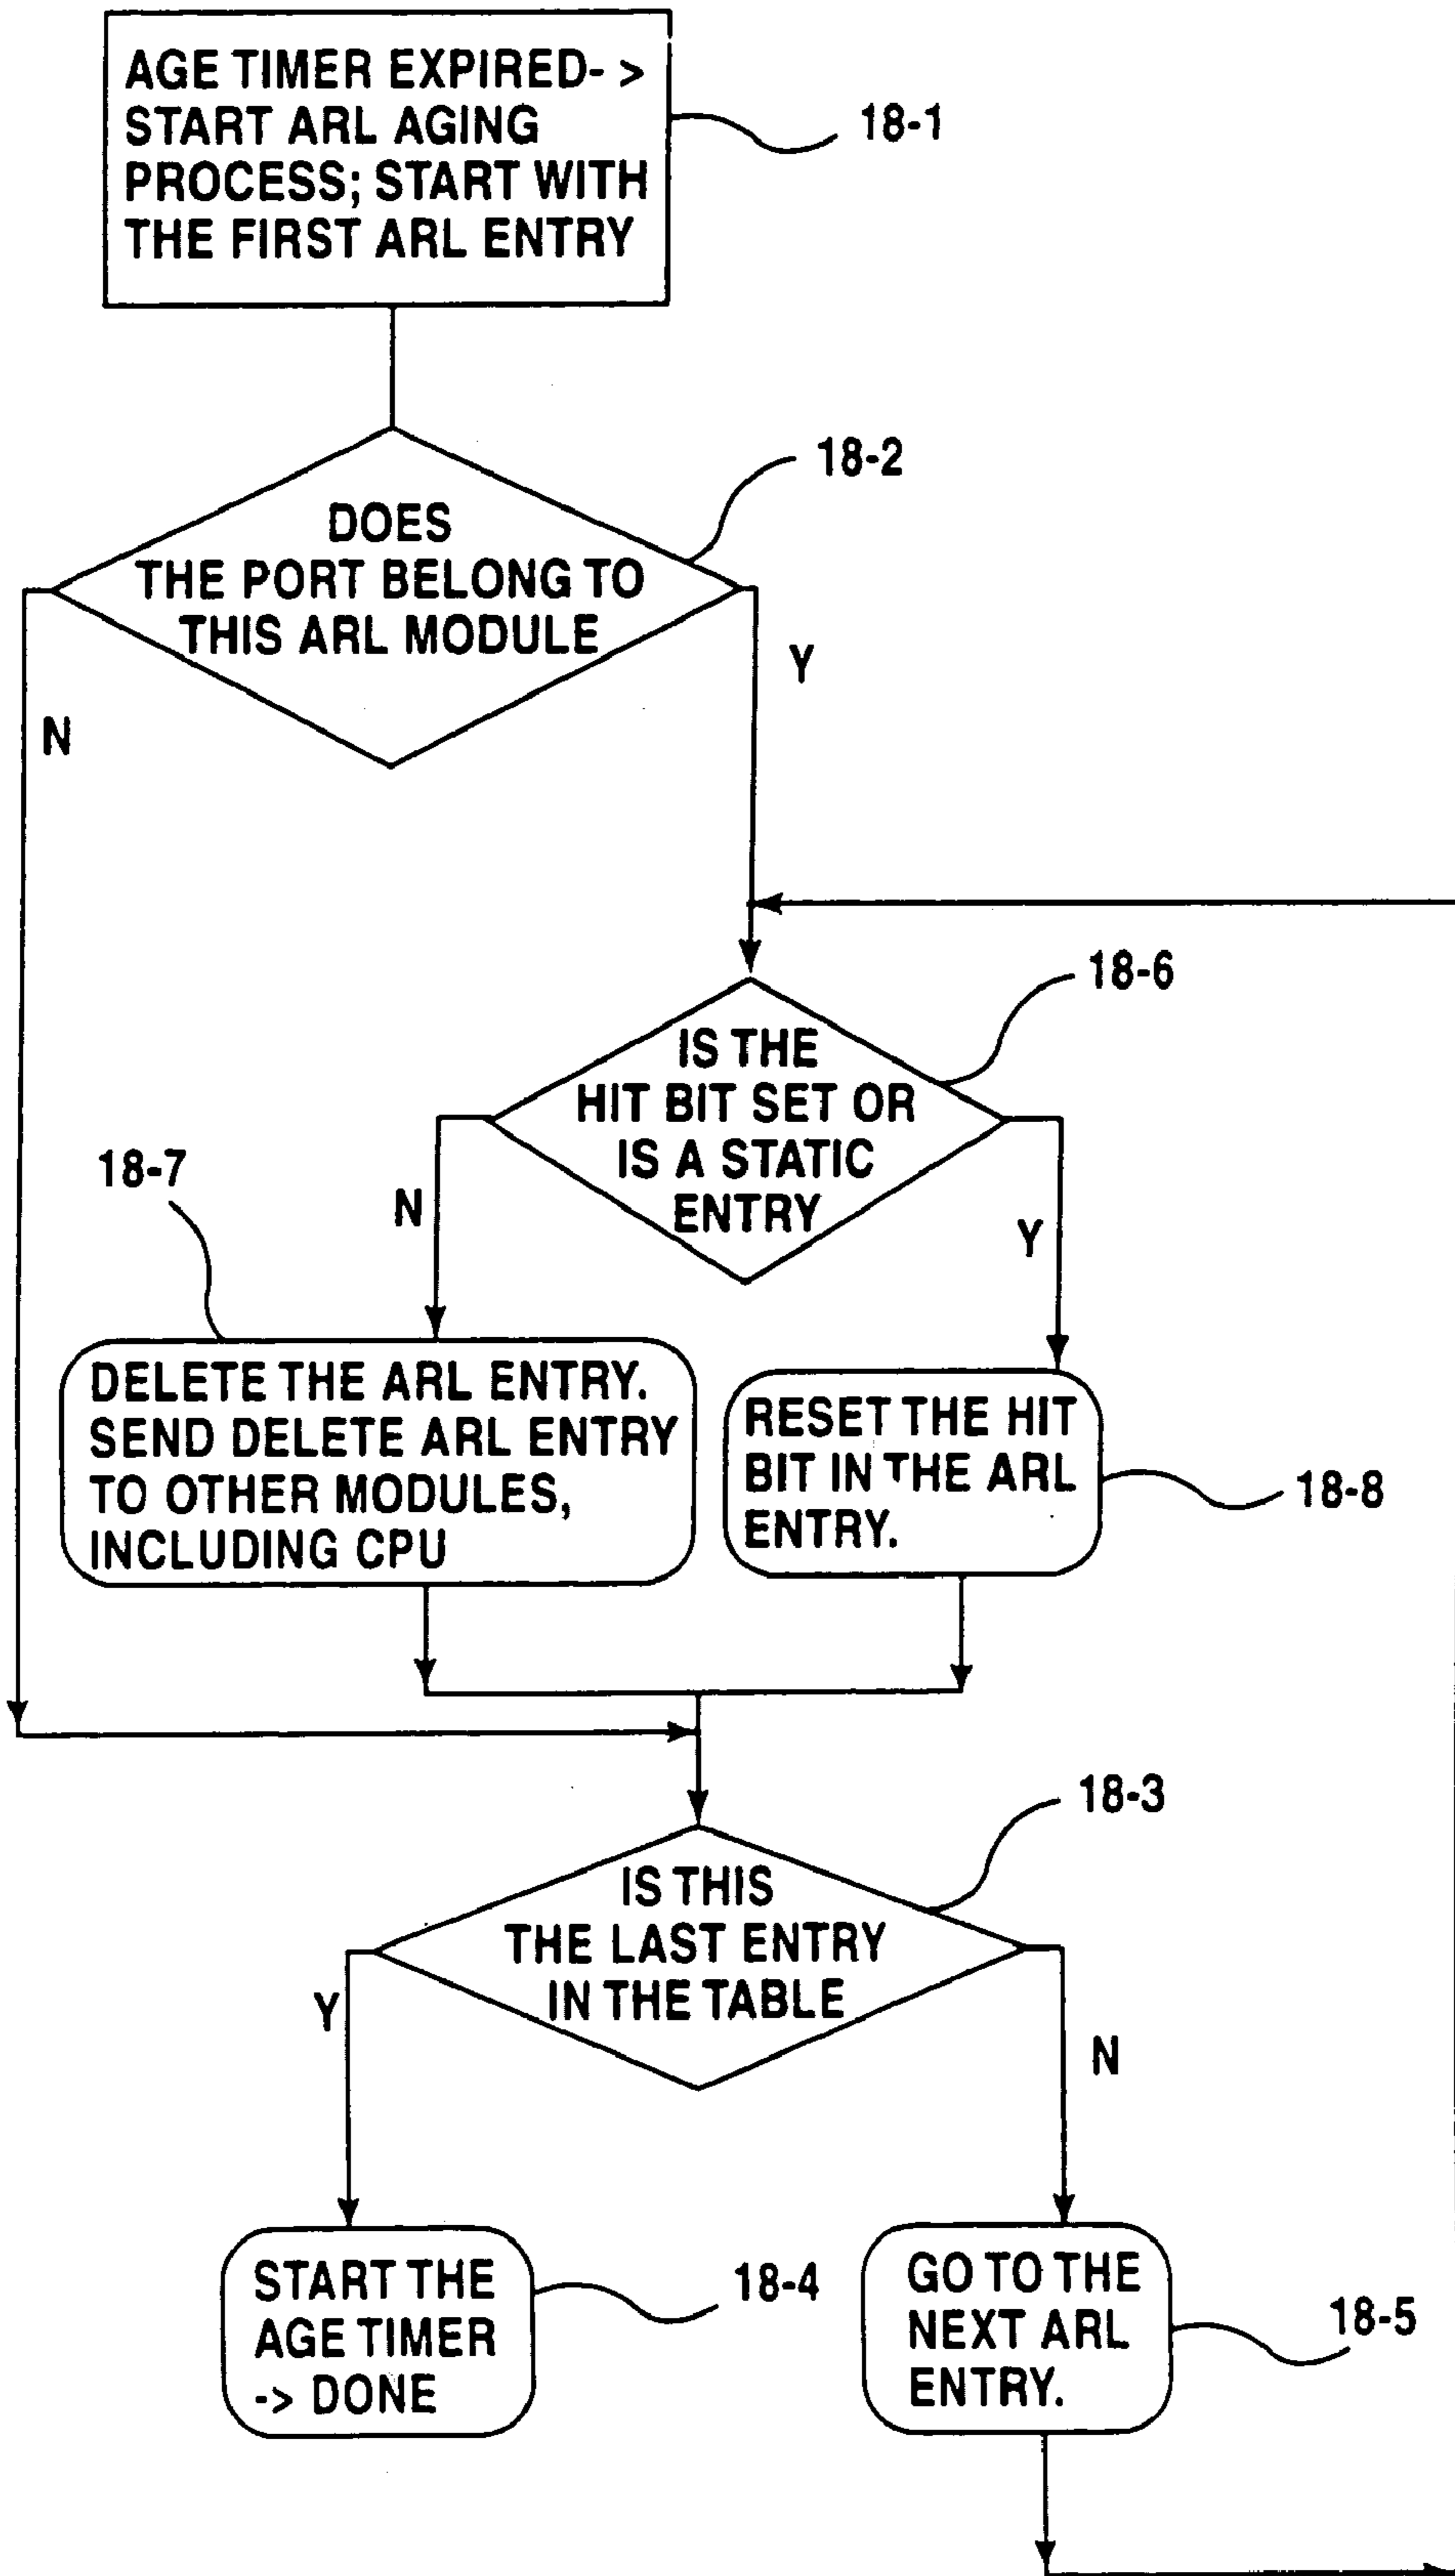 AGE TIMER EXPIRED- >
START ARL AGING
PROCESS; START WITH
THE FIRST ARL ENTRY
18-1
18-2
DOES
THE PORT BELONG TO
THIS ARL MODULE
Y
N
18-6
IS THE
HIT BIT SET OR
IS A STATIC
ENTRY
18-7
N
Y
DELETE THE ARL ENTRY.
SEND DELETE ARL ENTRY
TO OTHER MODULES,
INCLUDING CPU
RESET THE HIT
BIT IN THE ARL
ENTRY.
18-8
18-3
IS THIS
THE LAST ENTRY
IN THE TABLE
Y
N
START THE
AGE TIMER
-> DONE
18-4
GO TO THE
NEXT ARL
ENTRY.
18-5